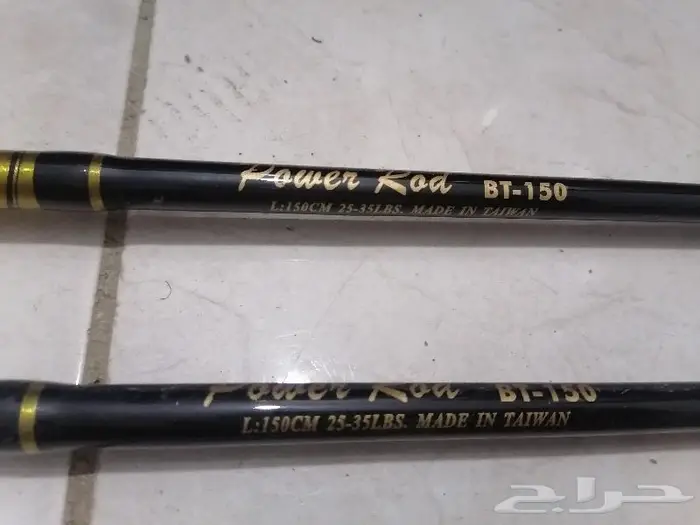 Power Rod BT-150
L:150CM 25-35LBS. MADE IN TAIWAN
Power Rod BT-150
L:150CM 25-35LBS. MADE IN TAIWAN
حراج